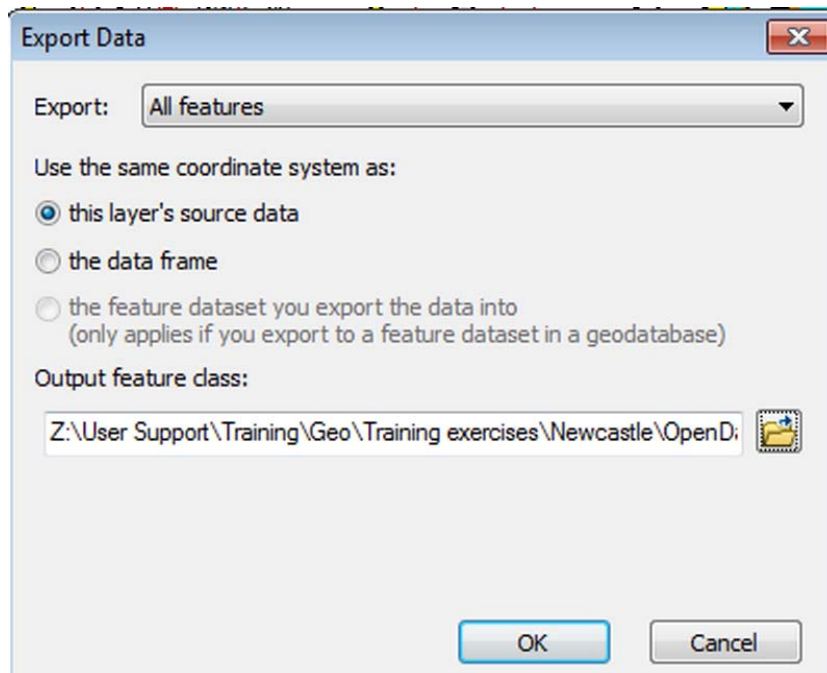 Export Data
Export: All features
Use the same coordinate system as:
this layer's source data
the data frame
the feature dataset you export the data into
(only applies if you export to a feature dataset in a geodatabase)
Output feature class:
Z:\User Support\Training\Geo\Training exercises\Newcastle\OpenDa
OK Cancel